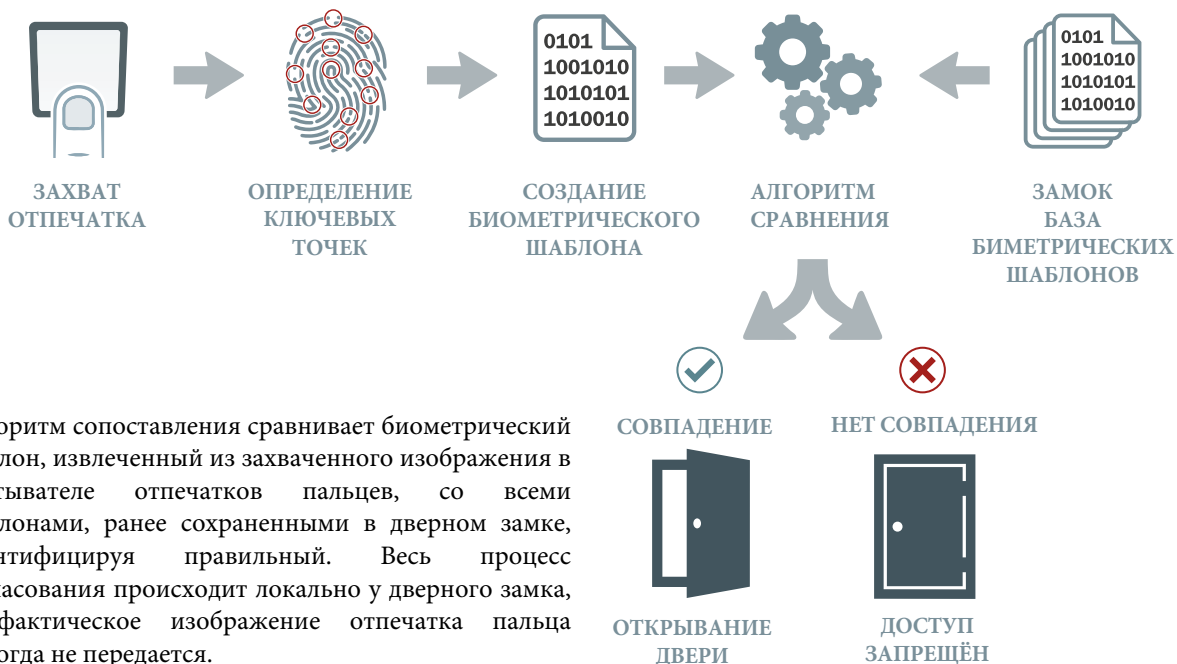 0101
1001010
1010101
1010010
0101
1001010
1010101
1010010
ЗАХВАТ
ОТПЕЧАТКА
ОПРЕДЕЛЕНИЕ
КЛЮЧЕВЫХ
ТОЧЕК
СОЗДАНИЕ
БИОМЕТРИЧЕСКОГО
ШАБЛОНА
АЛГОРИТМ
СРАВНЕНИЯ
ЗАМОК
БАЗА
БИМЕТРИЧЕСКИХ
ШАБЛОНОВ
СОВПАДЕНИЕ
НЕТ СОВПАДЕНИЯ
оритм сопоставления сравнивает биометрический
лон, извлеченный из захваченного изображения в
тывателе отпечатков пальцев, со всеми
лонами, ранее сохраненными в дверном замке,
нтифицируя правильный. Весь процесс
ласования происходит локально у дверного замка,
фактическое изображение отпечатка пальца
огда не передается.
ОТКРЫВАНИЕ
ДВЕРИ
ДОСТУП
ЗАПРЕЩЁН